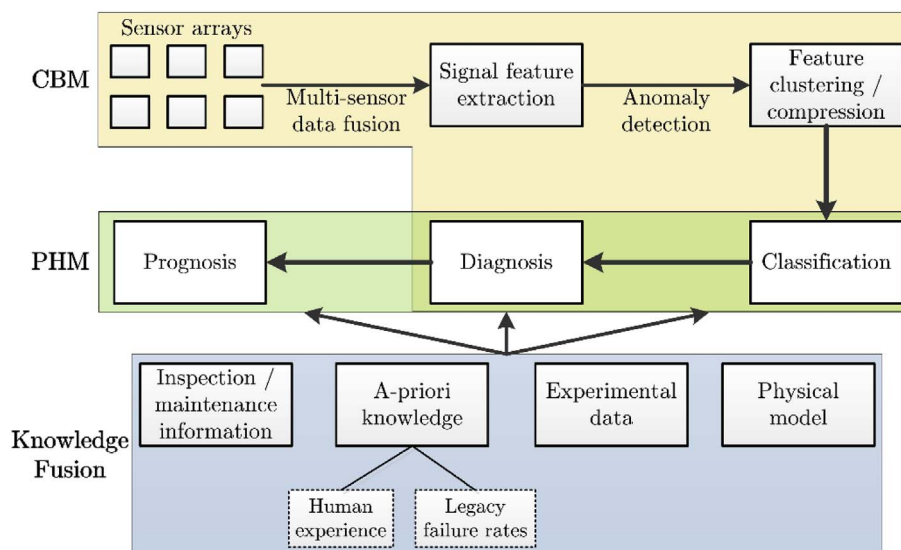 Sensor arrays
CBM
Multi-sensor
data fusion
Signal feature
extraction
Anomaly
detection
Feature
clustering /
compression
PHM
Prognosis
Diagnosis
Classification
Knowledge
Fusion
Inspection /
maintenance
information
A-priori
knowledge
Experimental
data
Physical
model
Human
experience
Legacy
failure rates